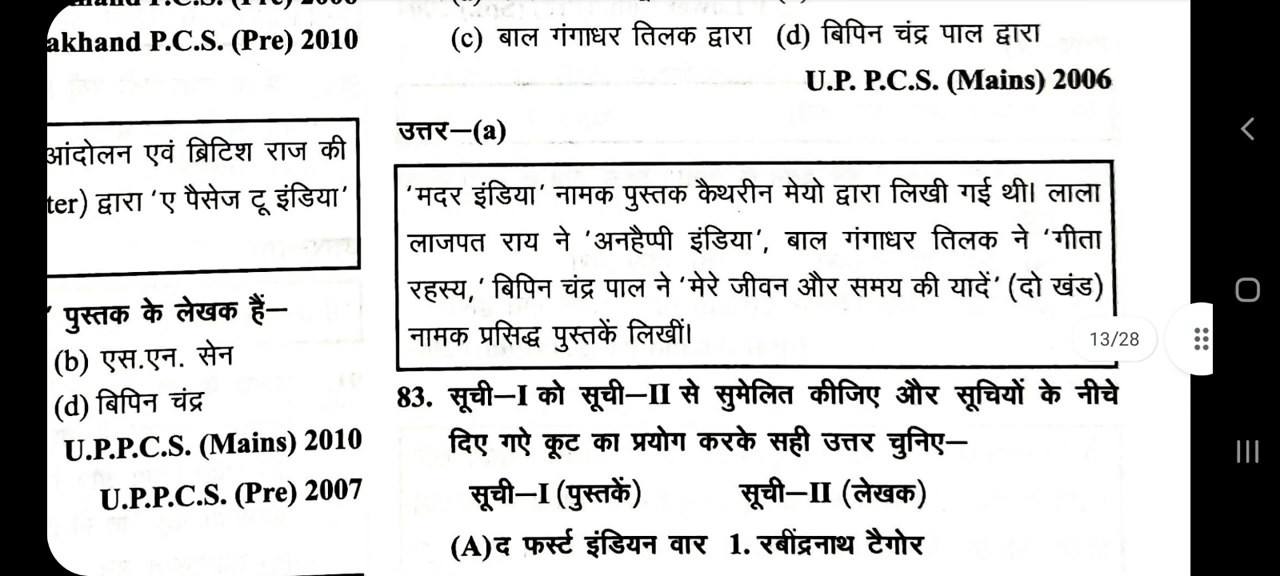 akhand P.C.S. (Pre) 2010
आंदोलन एवं ब्रिटिश राज की
ter) द्वारा ‘ए पैसेज टू इंडिया’
’ पुस्तक के लेखक हैं–
(b) एस.एन. सेन
(d) बिपिन चंद्र
U.P.P.C.S. (Mains) 2010
U.P.P.C.S. (Pre) 2007
(c) बाल गंगाधर तिलक द्वारा (d) बिपिन चंद्र पाल द्वारा
U.P. P.C.S. (Mains) 2006
उत्तर–(a)
‘मदर इंडिया’ नामक पुस्तक कैथरीन मेयो द्वारा लिखी गई थी। लाला
लाजपत राय ने ‘अनहैप्पी इंडिया’, बाल गंगाधर तिलक ने ‘गीता
रहस्य,’ बिपिन चंद्र पाल ने ‘मेरे जीवन और समय की यादें’ (दो खंड)
नामक प्रसिद्ध पुस्तकें लिखीं।
13/28
83. सूची–I को सूची–II से सुमेलित कीजिए और सूचियों के नीचे
दिए गऐ कूट का प्रयोग करके सही उत्तर चुनिए–
सूची–I (पुस्तकें) सूची–II (लेखक)
(A) द फर्स्ट इंडियन वार 1. रबींद्रनाथ टैगोर